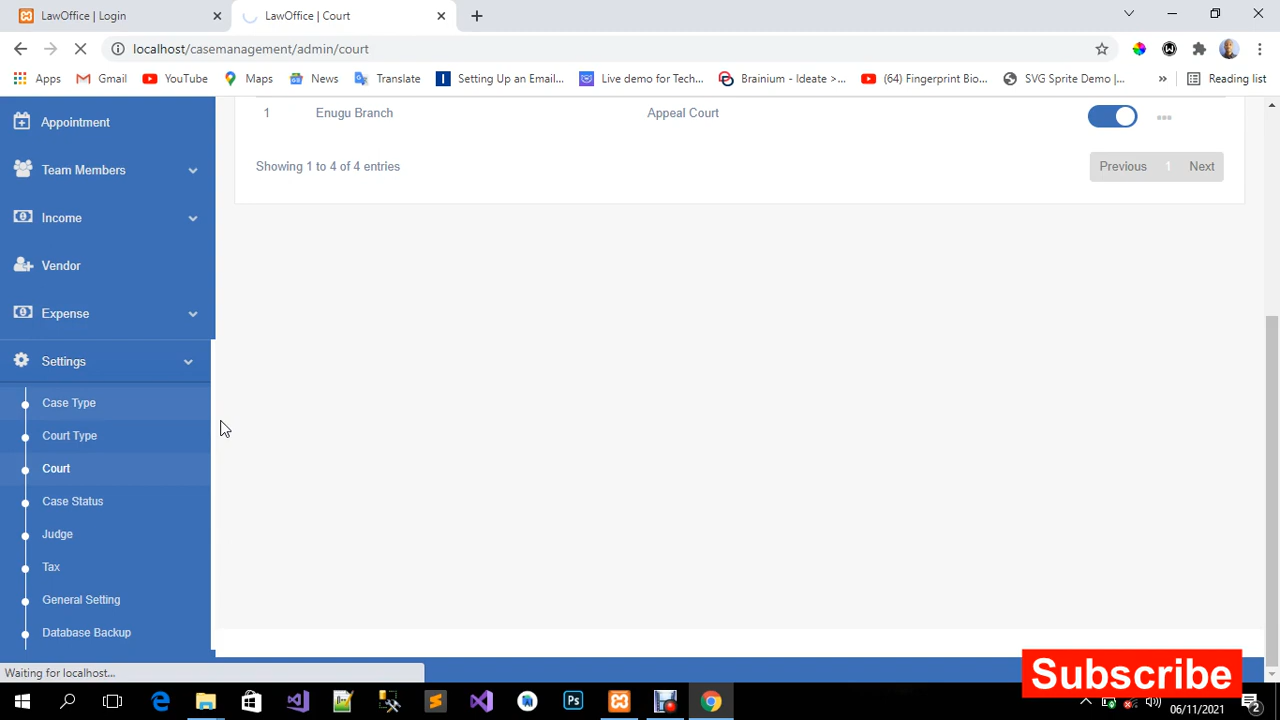 LawOffice | Login
LawOffice | Court
localhost/casemanagement/admin/court
Apps
Gmail
YouTube
Maps
News
Translate
Setting Up an Email...
Live demo for Tech...
Brainium - Ideate >...
(64) Fingerprint Bio...
SVG Sprite Demo |...
»
Reading list
Appointment
Team Members
Income
Vendor
Expense
Settings
Case Type
Court Type
Court
Case Status
Judge
Tax
General Setting
Database Backup
1 Enugu Branch Appeal Court
Showing 1 to 4 of 4 entries
Previous 1 Next
Waiting for localhost...
Subscribe
Ps
06/11/2021
2